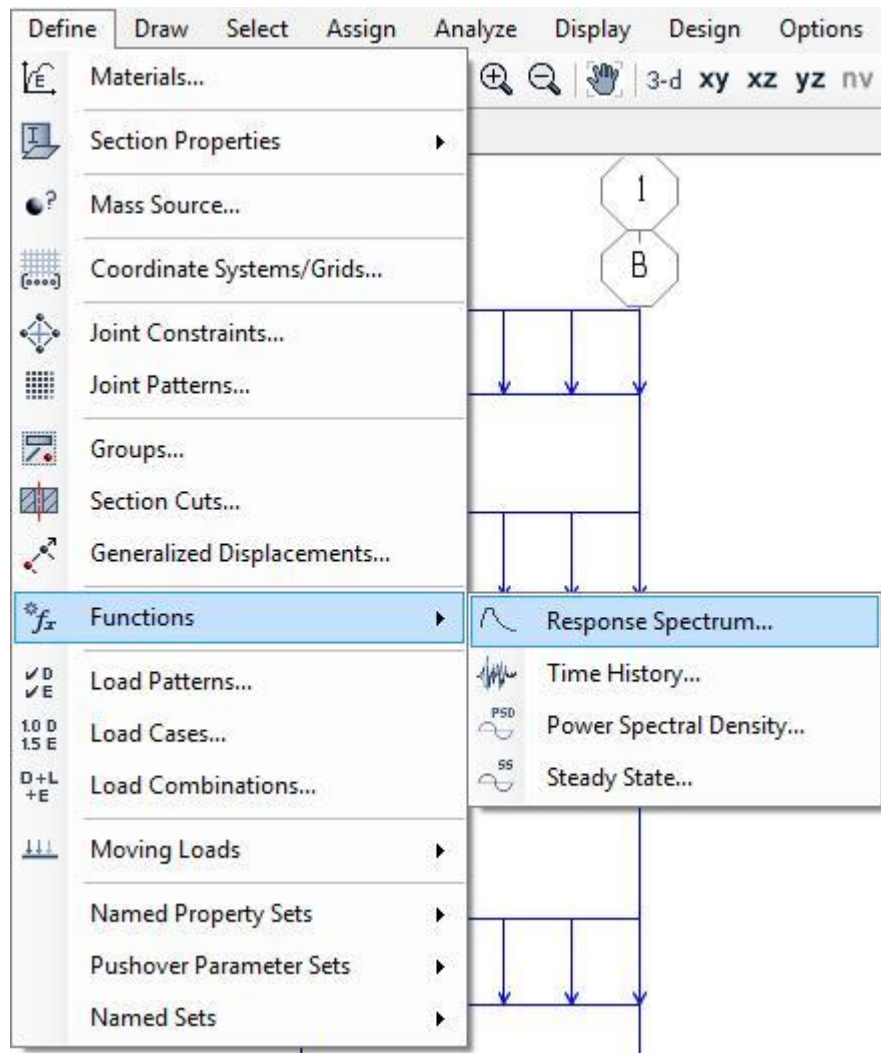 Define Draw Select Assign Analyze Display Design Options
3-d xy xz yz nv
Materials...
Section Properties
? Mass Source...
Coordinate Systems/Grids...
Joint Constraints...
Joint Patterns...
Groups...
Section Cuts...
Generalized Displacements...
fx Functions
D E Load Patterns...
1.0 D 1.5 E Load Cases...
D+L +E Load Combinations...
Moving Loads
Named Property Sets
Pushover Parameter Sets
Named Sets
Response Spectrum...
Time History...
PSD Power Spectral Density...
SS Steady State...
1
B